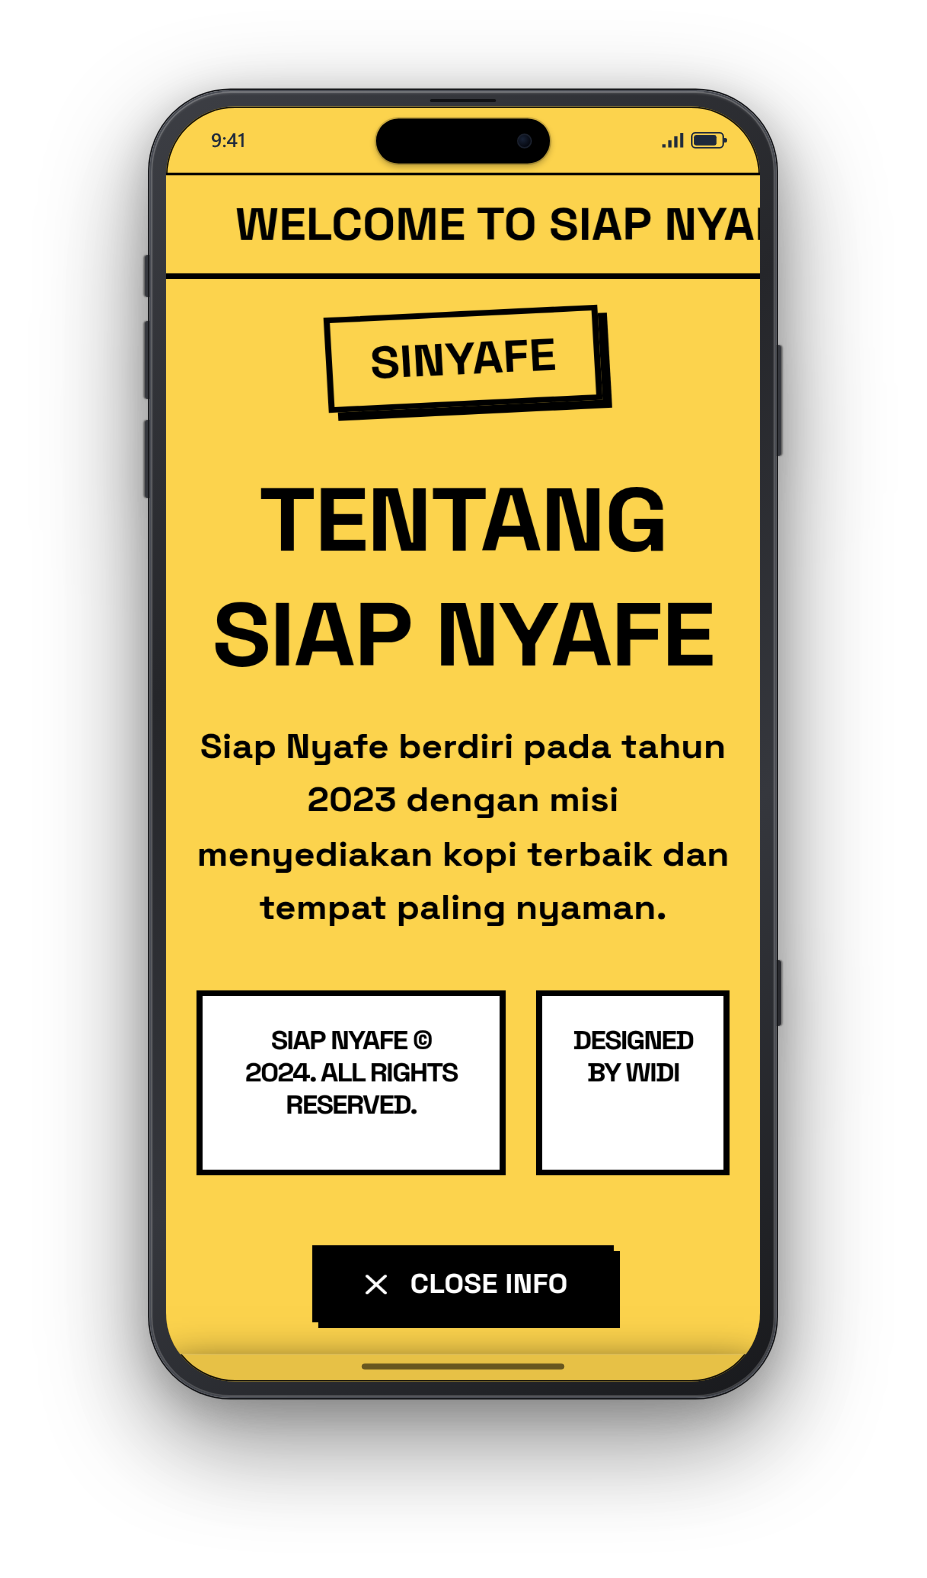 9:41
WELCOME TO SIAP NYA
SINYAFE
TENTANG
SIAP NYAFE
Siap Nyafe berdiri pada tahun
2023 dengan misi
menyediakan kopi terbaik dan
tempat paling nyaman.
SIAP NYAFE ©
2024. ALL RIGHTS
RESERVED.
DESIGNED
BY WIDI
CLOSE INFO